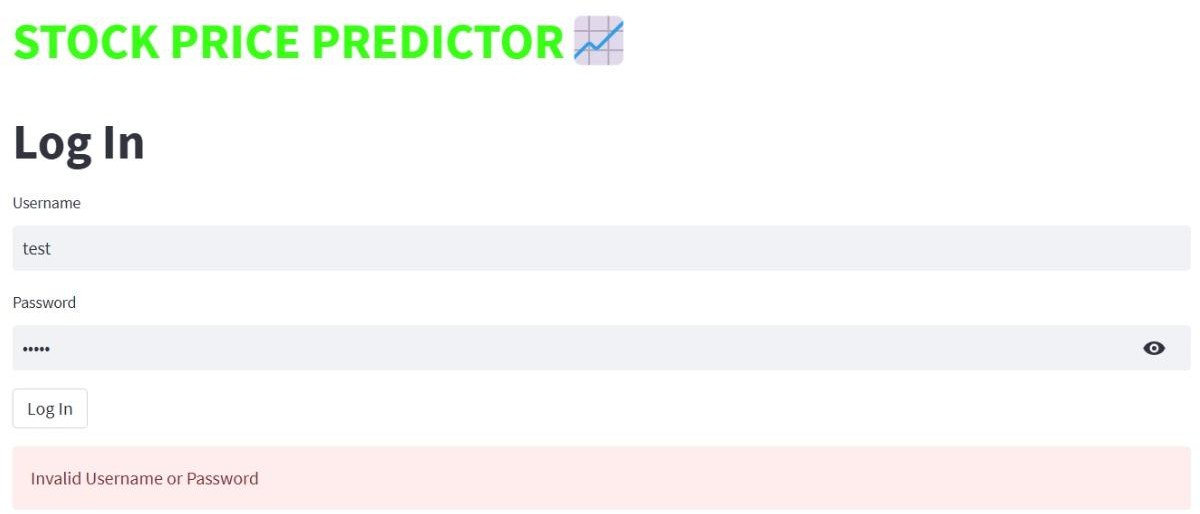 STOCK PRICE PREDICTOR
Log In
Username
test
Password
•••••
Log In
Invalid Username or Password